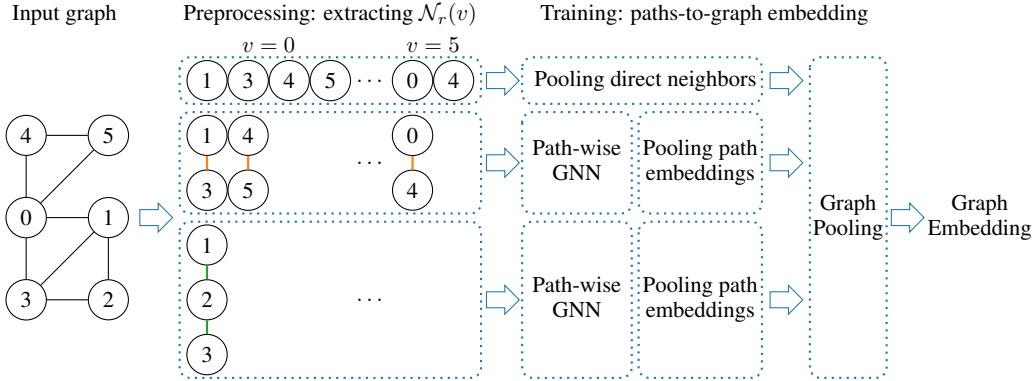 Input graph
Preprocessing: extracting 𝒩ᵣ(v)
Training: paths-to-graph embedding
v = 0
v = 5
1 3 4 5 ··· 0 4
Pooling direct neighbors
4 5
0 1
3 2
1 4 ··· 0
3 5 4
Path-wise
GNN
Pooling path
embeddings
1
2 ···
3
Path-wise
GNN
Pooling path
embeddings
Graph
Pooling
Graph
Embedding